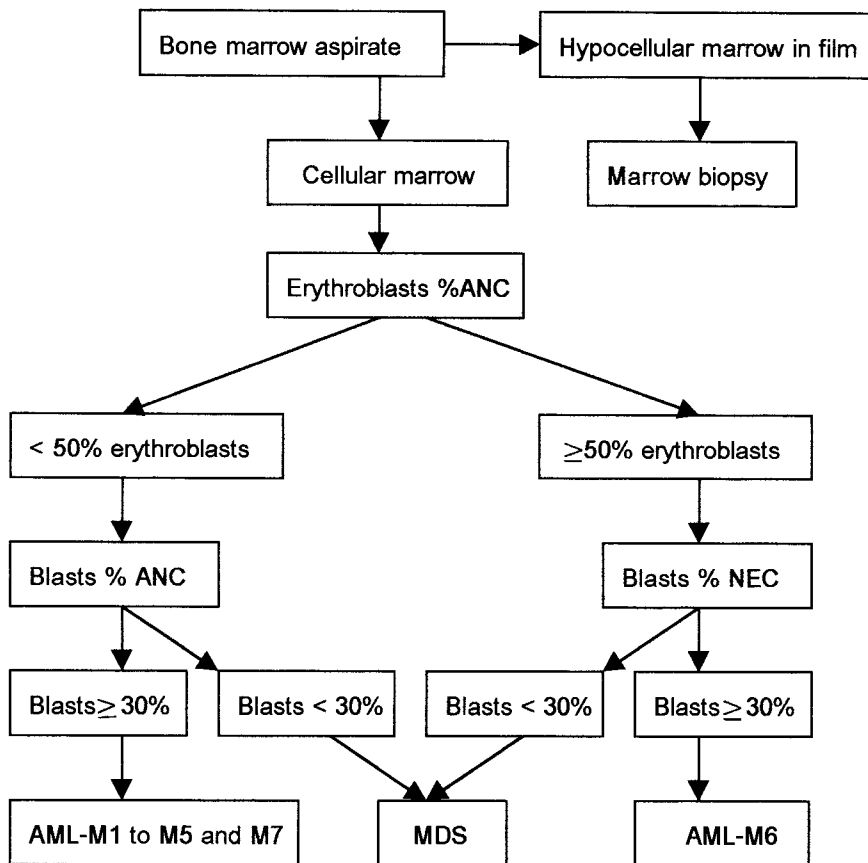 Bone marrow aspirate
Hypocellular marrow in film
Cellular marrow
Marrow biopsy
Erythroblasts %ANC
< 50% erythroblasts
≥50% erythroblasts
Blasts % ANC
Blasts % NEC
Blasts≥30%
Blasts < 30%
Blasts < 30%
Blasts≥30%
AML-M1 to M5 and M7
MDS
AML-M6